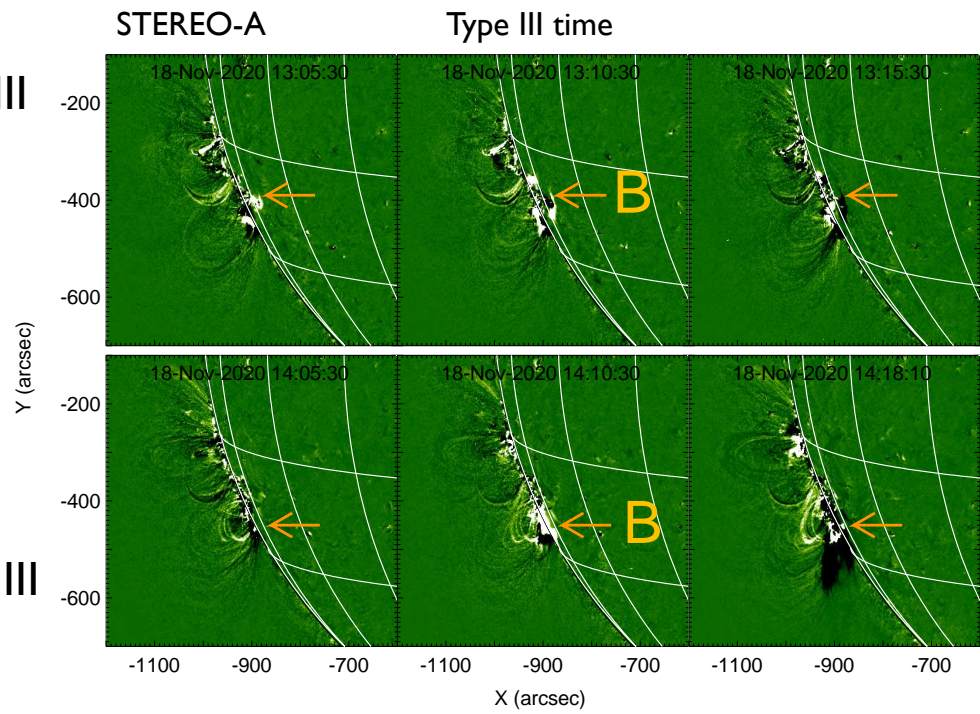 STEREO-A
Type III time
III
18-Nov-2020 13:05:30
18-Nov-2020 13:10:30
18-Nov-2020 13:15:30
-200
-400
-600
B
Y (arcsec)
18-Nov-2020 14:05:30
18-Nov-2020 14:10:30
18-Nov-2020 14:18:10
-200
-400
-600
B
III
-1100
-900
-700
-1100
-900
-700
-1100
-900
-700
X (arcsec)